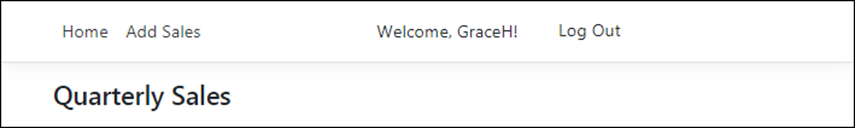 Home Add Sales Welcome, GraceH! Log Out
Quarterly Sales